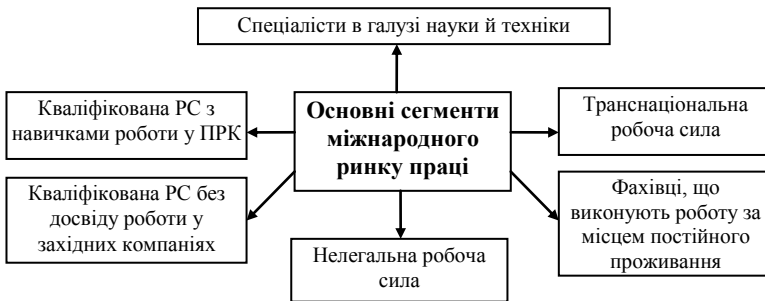 Спеціалісти в галузі науки й техніки
Кваліфікована РС з
навичками роботи у ПРК
Основні сегменти
міжнародного
ринку праці
Транснаціональна
робоча сила
Кваліфікована РС без
досвіду роботи у
західних компаніях
Нелегальна робоча
сила
Фахівці, що
виконують роботу за
місцем постійного
проживання